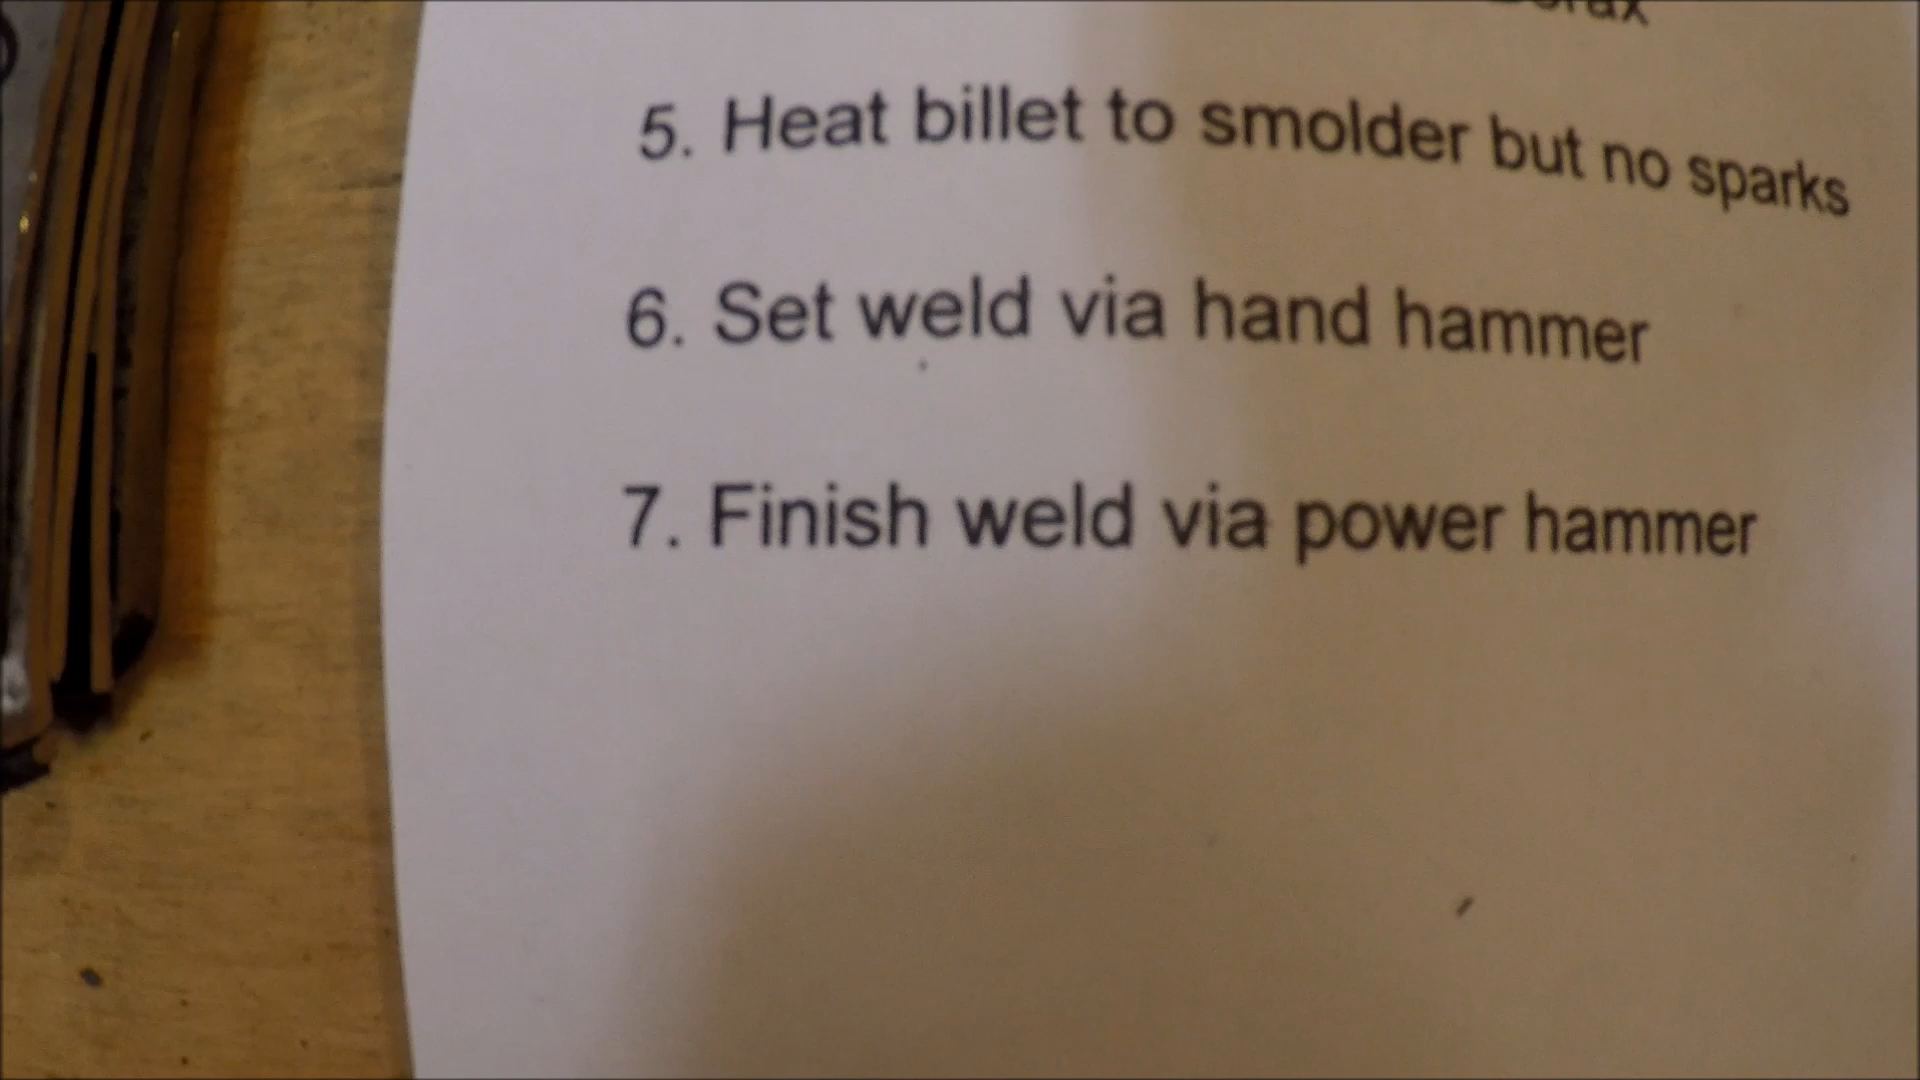 5. Heat billet to smolder but no sparks
6. Set weld via hand hammer
7. Finish weld via power hammer